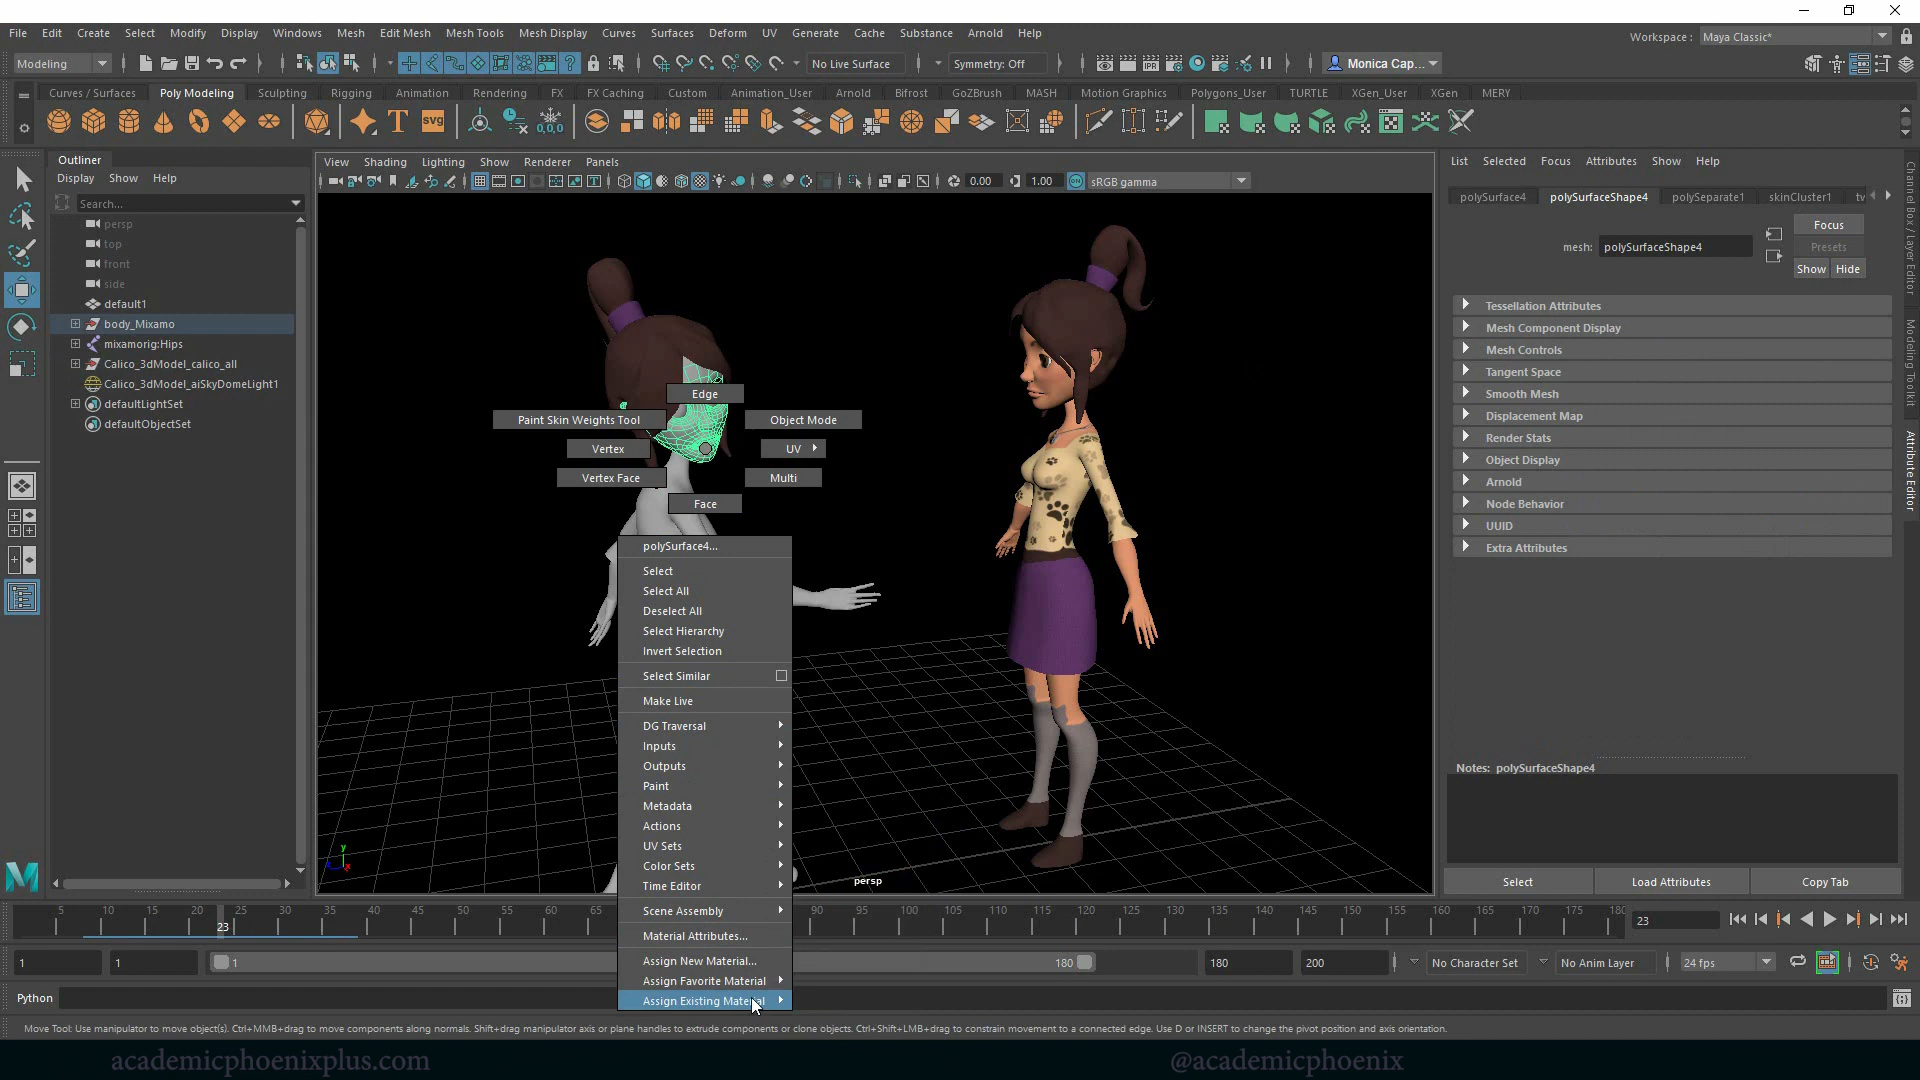 File Edit Create Select Modify Display Windows Mesh Edit Mesh Mesh Tools Mesh Display Curves Surfaces Deform UV Generate Cache Substance Arnold Help
Workspace : Maya Classic*
Modeling No Live Surface Symmetry: Off Monica Cap...
Curves / Surfaces Poly Modeling Sculpting Rigging Animation Rendering FX FX Caching Custom Animation_User Arnold Bifrost GoZBrush MASH Motion Graphics Polygons_User TURTLE XGen_User XGen MERY
Outliner
Display Show Help
Search...
persp
top
front
side
default1
body_Mixamo
mixamorig:Hips
Calico_3dModel_calico_all
Calico_3dModel_aiSkyDomeLight1
defaultLightSet
defaultObjectSet
View Shading Lighting Show Renderer Panels
0.00 1.00 sRGB gamma
Edge
Paint Skin Weights Tool Object Mode
Vertex UV
Vertex Face Multi
Face
polySurface4...
Select
Select All
Deselect All
Select Hierarchy
Invert Selection
Select Similar
Make Live
DG Traversal
Inputs
Outputs
Paint
Metadata
Actions
UV Sets
Color Sets
Time Editor
Scene Assembly
Material Attributes...
Assign New Material...
Assign Favorite Material
Assign Existing Material
persp
List Selected Focus Attributes Show Help
polySurface4 polySurfaceShape4 polySeparate1 skinCluster1 tv
Focus
mesh: polySurfaceShape4
Presets
Show Hide
Tessellation Attributes
Mesh Component Display
Mesh Controls
Tangent Space
Smooth Mesh
Displacement Map
Render Stats
Object Display
Arnold
Node Behavior
UUID
Extra Attributes
Notes: polySurfaceShape4
Select Load Attributes Copy Tab
Channel Box / Layer Editor
Modeling Toolkit
Attribute Editor
5 10 15 20 25 30 35 40 45 50 55 60 65 90 95 100 105 110 115 120 125 130 135 140 145 150 155 160 165 170 175 180
23
23
1 1 1 180 180 200 No Character Set No Anim Layer 24 fps
Python
Move Tool: Use manipulator to move object(s). Ctrl+MMB+drag to move components along normals. Shift+drag manipulator axis or plane handles to extrude components or clone objects. Ctrl+Shift+LMB+drag to constrain movement to a connected edge. Use D or INSERT to change the pivot position and axis orientation.
academicphoenixplus.com @academicphoenix